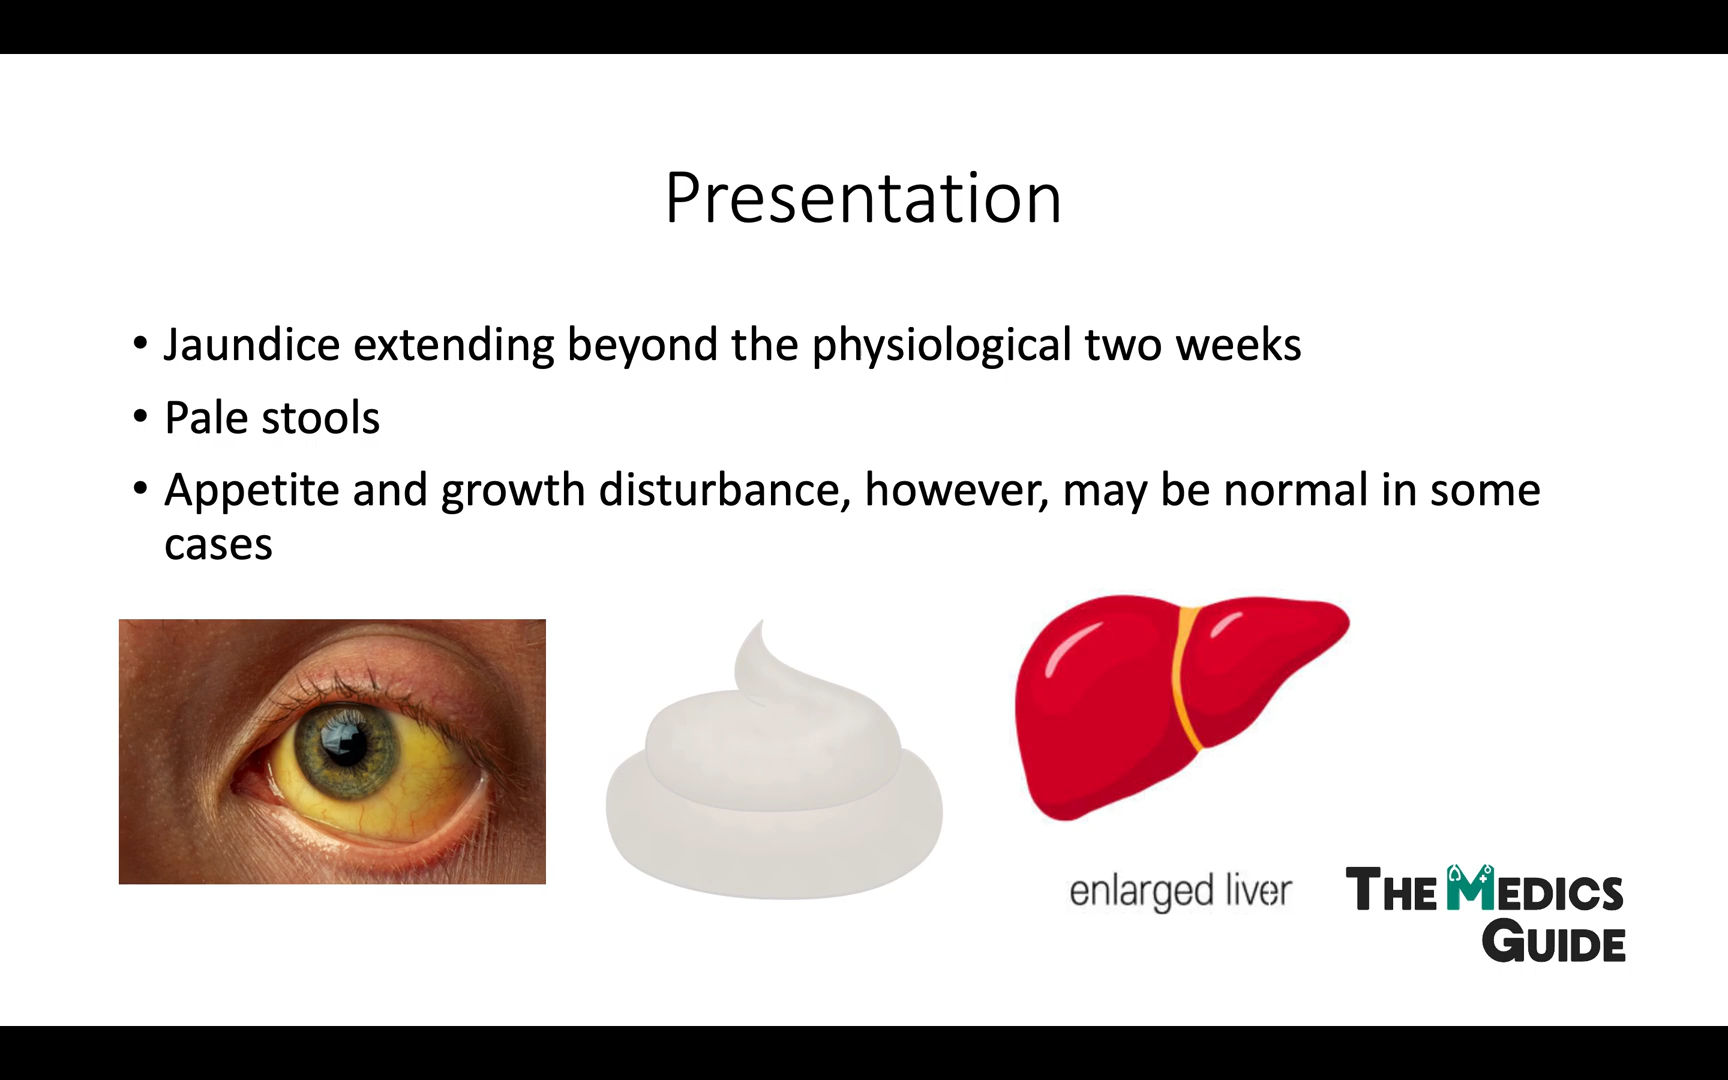 Presentation
• Jaundice extending beyond the physiological two weeks
• Pale stools
• Appetite and growth disturbance, however, may be normal in some
cases
enlarged liver
THE MEDICS
GUIDE